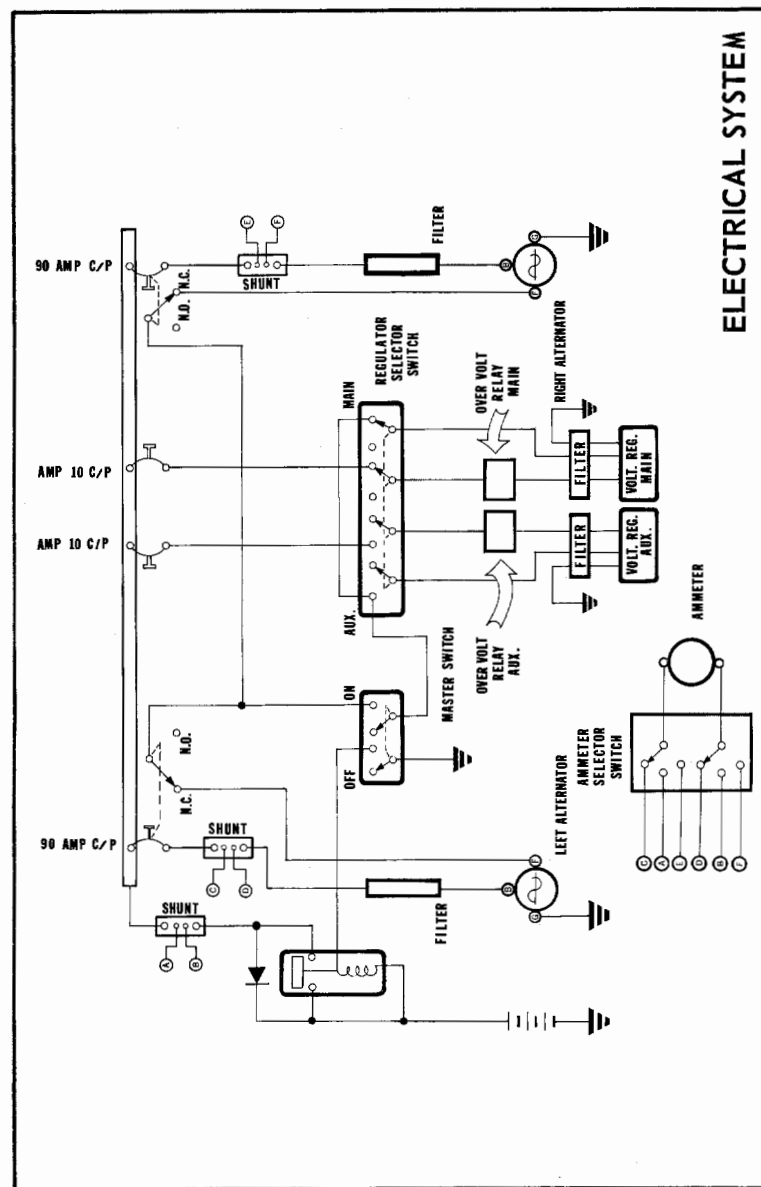 ELECTRICAL SYSTEM
90 AMP C/P
N.C.
N.O.
SHUNT
E
F
FILTER
B
G
F
RIGHT ALTERNATOR
AMP 10 C/P
AMP 10 C/P
REGULATOR
SELECTOR
SWITCH
MAIN
AUX.
OVER VOLT
RELAY
MAIN
OVER VOLT
RELAY
AUX.
FILTER
VOLT. REG.
MAIN
FILTER
VOLT. REG.
AUX.
ON
OFF
MASTER SWITCH
N.O.
N.C.
90 AMP C/P
SHUNT
C
D
FILTER
B
F
G
LEFT ALTERNATOR
SHUNT
A
B
AMMETER
AMMETER
SELECTOR
SWITCH
C
A
E
D
B
F